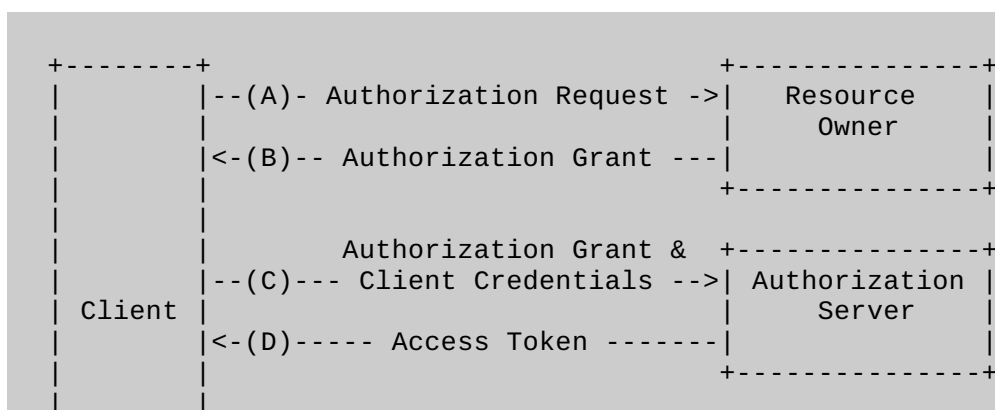 +--------+                                  +---------------+
|        |--(A)- Authorization Request ->|   Resource    |
|        |                               |     Owner     |
|        |<-(B)-- Authorization Grant ---|               |
|        |                               +---------------+
|        |
|        |        Authorization Grant &  +---------------+
|        |--(C)--- Client Credentials -->| Authorization |
| Client |                               |     Server    |
|        |<-(D)----- Access Token -------|               |
|        |                               +---------------+
|        |